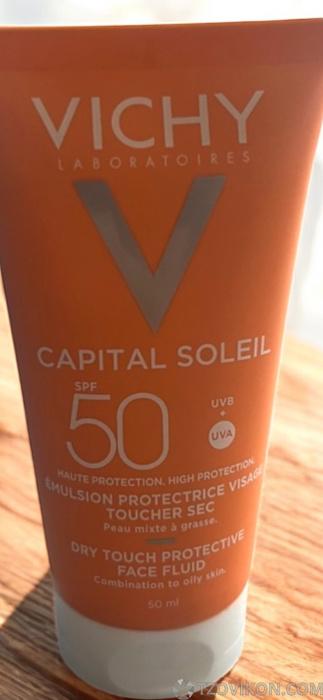 VICHY
LABORATOIRES
V
CAPITAL SOLEIL
SPF
50
UVB
+
UVA
HAUTE PROTECTION. HIGH PROTECTION.
ÉMULSION PROTECTRICE VISAGE
TOUCHER SEC
Peau mixte à grasse.
DRY TOUCH PROTECTIVE
FACE FLUID
Combination to oily skin.
50 ml
OTZOVIKON.COM